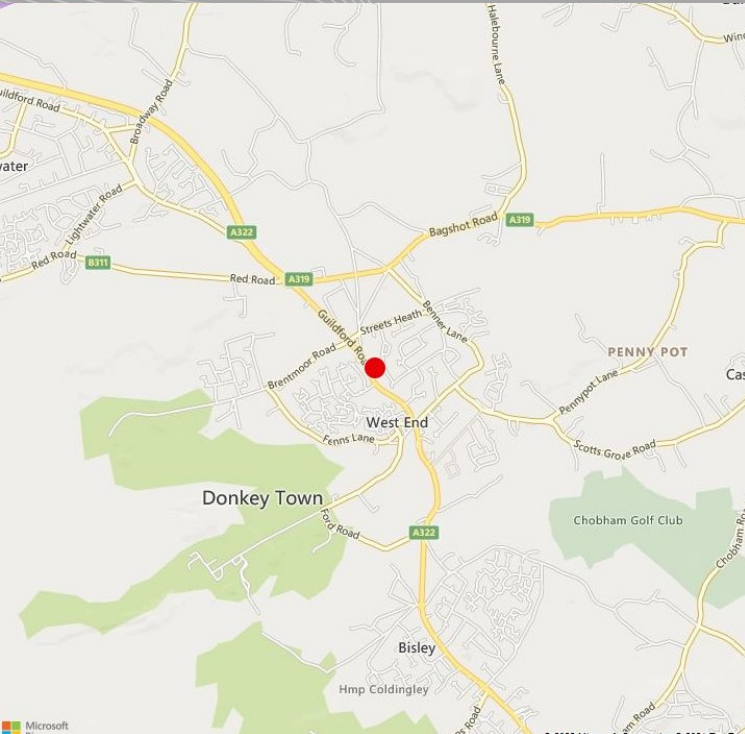 Halebourne Lane
Guildford Road
Broadway Road
Lightwater Road
A322
Bagshot Road
A319
Red Road
B311
Red Road
A319
Guildford Road
Streets Heath
Benner Lane
Brentmoor Road
PENNY POT
Pennypot Lane
West End
Fenns Lane
Scotts Grove Road
Donkey Town
Ford Road
A322
Chobham Golf Club
Bisley
Hmp Coldingley
Microsoft